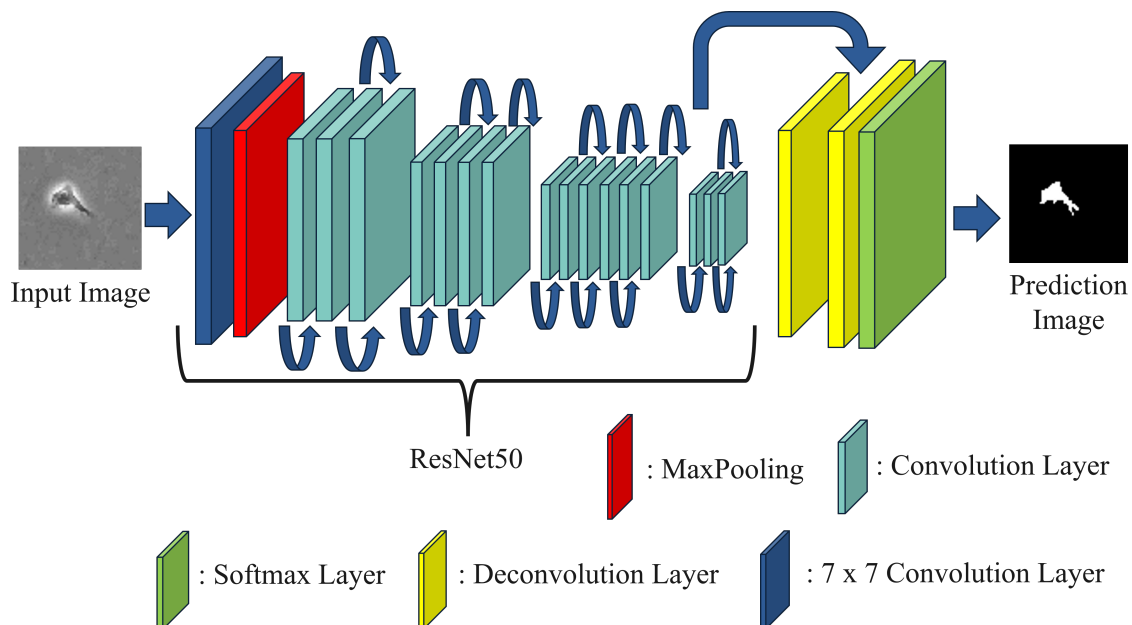 Input Image
Prediction
Image
ResNet50
: MaxPooling
: Convolution Layer
: Softmax Layer
: Deconvolution Layer
: 7 x 7 Convolution Layer